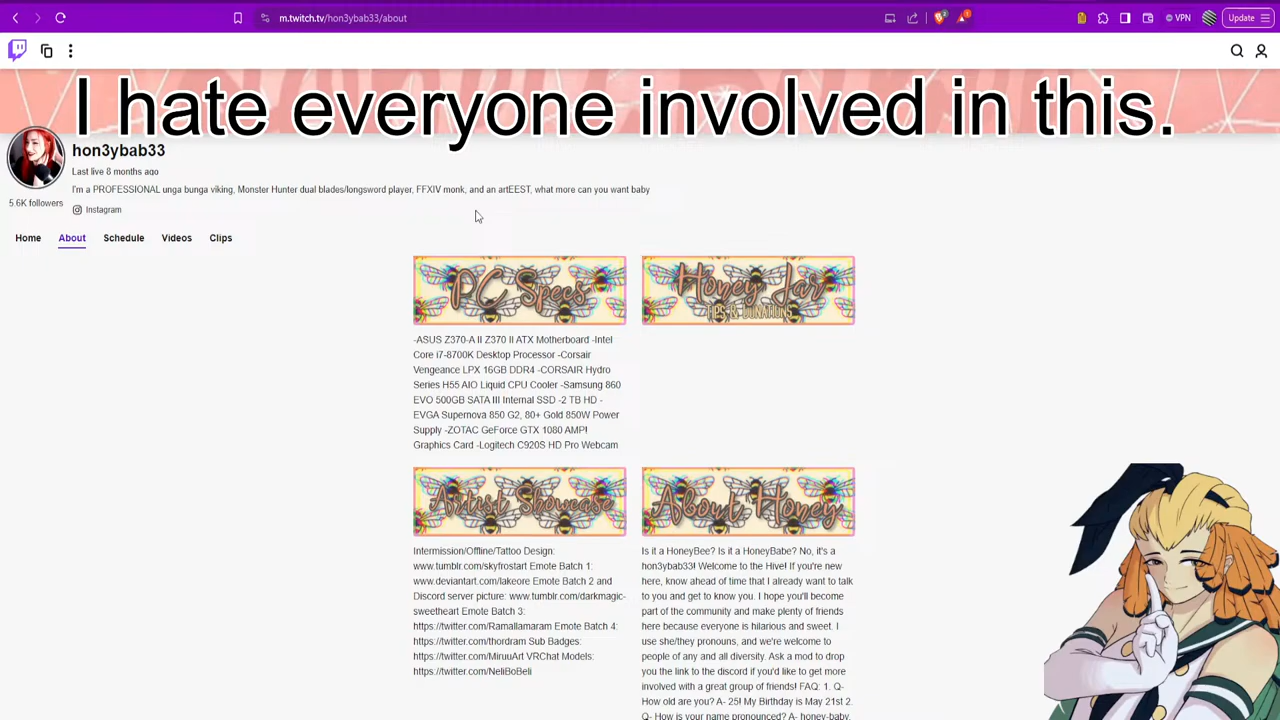 m.twitch.tv/hon3ybab33/about
VPN
Update
I hate everyone involved in this.
hon3ybab33
Last live 8 months ago
I'm a PROFESSIONAL unga bunga viking, Monster Hunter dual blades/longsword player, FFXIV monk, and an artEEST, what more can you want baby
5.6K followers
Instagram
Home About Schedule Videos Clips
PC Specs
-ASUS Z370-A II Z370 II ATX Motherboard -Intel
Core i7-8700K Desktop Processor -Corsair
Vengeance LPX 16GB DDR4 -CORSAIR Hydro
Series H55 AIO Liquid CPU Cooler -Samsung 860
EVO 500GB SATA III Internal SSD -2 TB HD -
EVGA Supernova 850 G2, 80+ Gold 850W Power
Supply -ZOTAC GeForce GTX 1080 AMP!
Graphics Card -Logitech C920S HD Pro Webcam
Honey Jar
TIPS & DONATIONS
Artist Showcase
Intermission/Offline/Tattoo Design:
www.tumblr.com/skyfrostart Emote Batch 1:
www.deviantart.com/lakeore Emote Batch 2 and
Discord server picture: www.tumblr.com/darkmagic-
sweetheart Emote Batch 3:
https://twitter.com/Ramallamaram Emote Batch 4:
https://twitter.com/thordram Sub Badges:
https://twitter.com/MiruuArt VRChat Models:
https://twitter.com/NeliBoBeli
About Honey
Is it a HoneyBee? Is it a HoneyBabe? No, it's a
hon3ybab33! Welcome to the Hive! If you're new
here, know ahead of time that I already want to talk
to you and get to know you. I hope you'll become
part of the community and make plenty of friends
here because everyone is hilarious and sweet. I
use she/they pronouns, and we're welcome to
people of any and all diversity. Ask a mod to drop
you the link to the discord if you'd like to get more
involved with a great group of friends! FAQ: 1. Q-
How old are you? A- 25! My Birthday is May 21st 2.
Q- How is your name pronounced? A- honey-baby.